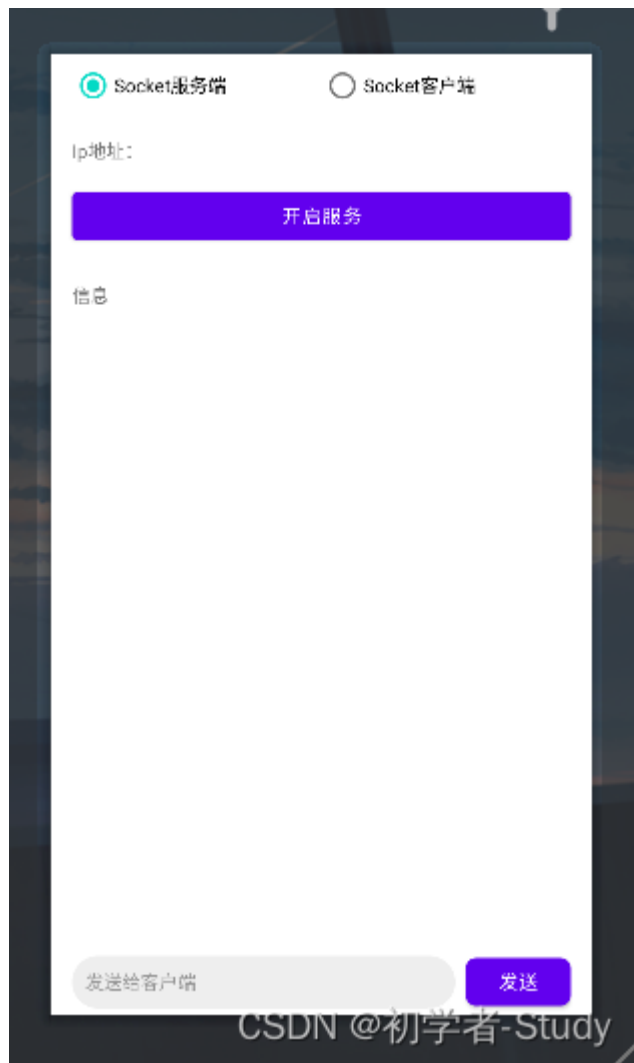 Socket服务端 Socket客户端
Ip地址：
开启服务
信息
发送给客户端 发送
CSDN @初学者-Study